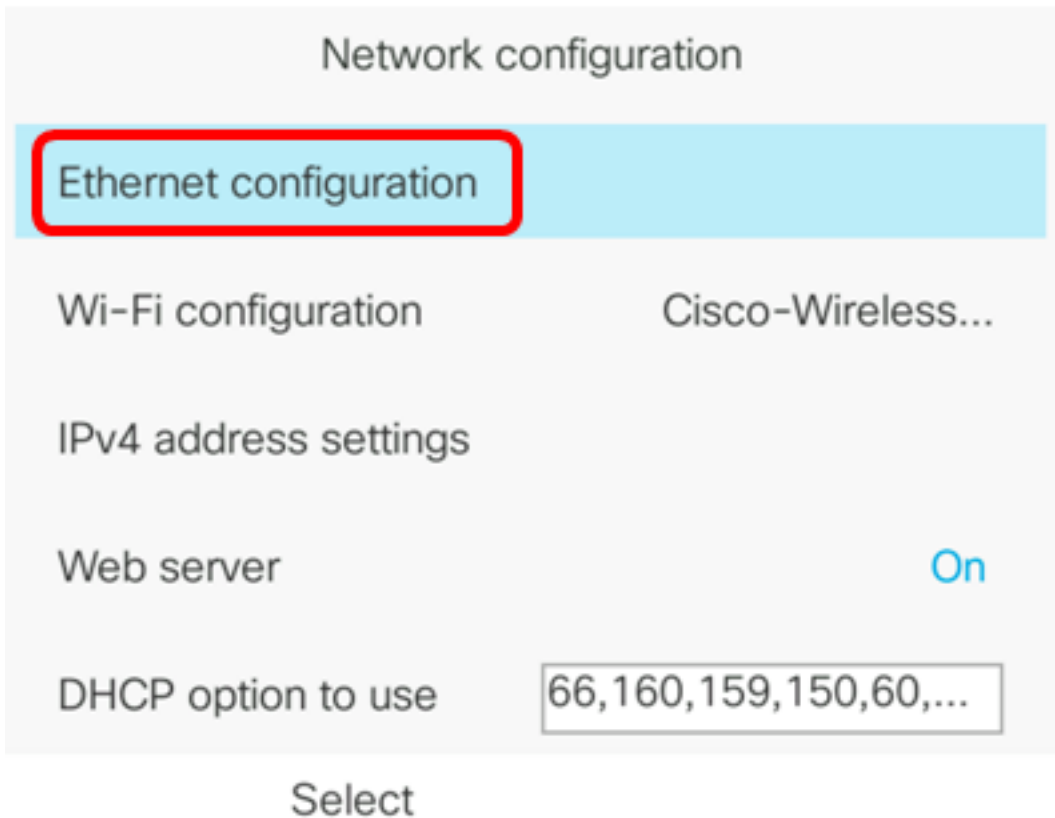 Network configuration
Ethernet configuration
Wi-Fi configuration Cisco-Wireless...
IPv4 address settings
Web server On
DHCP option to use 66,160,159,150,60,...
Select